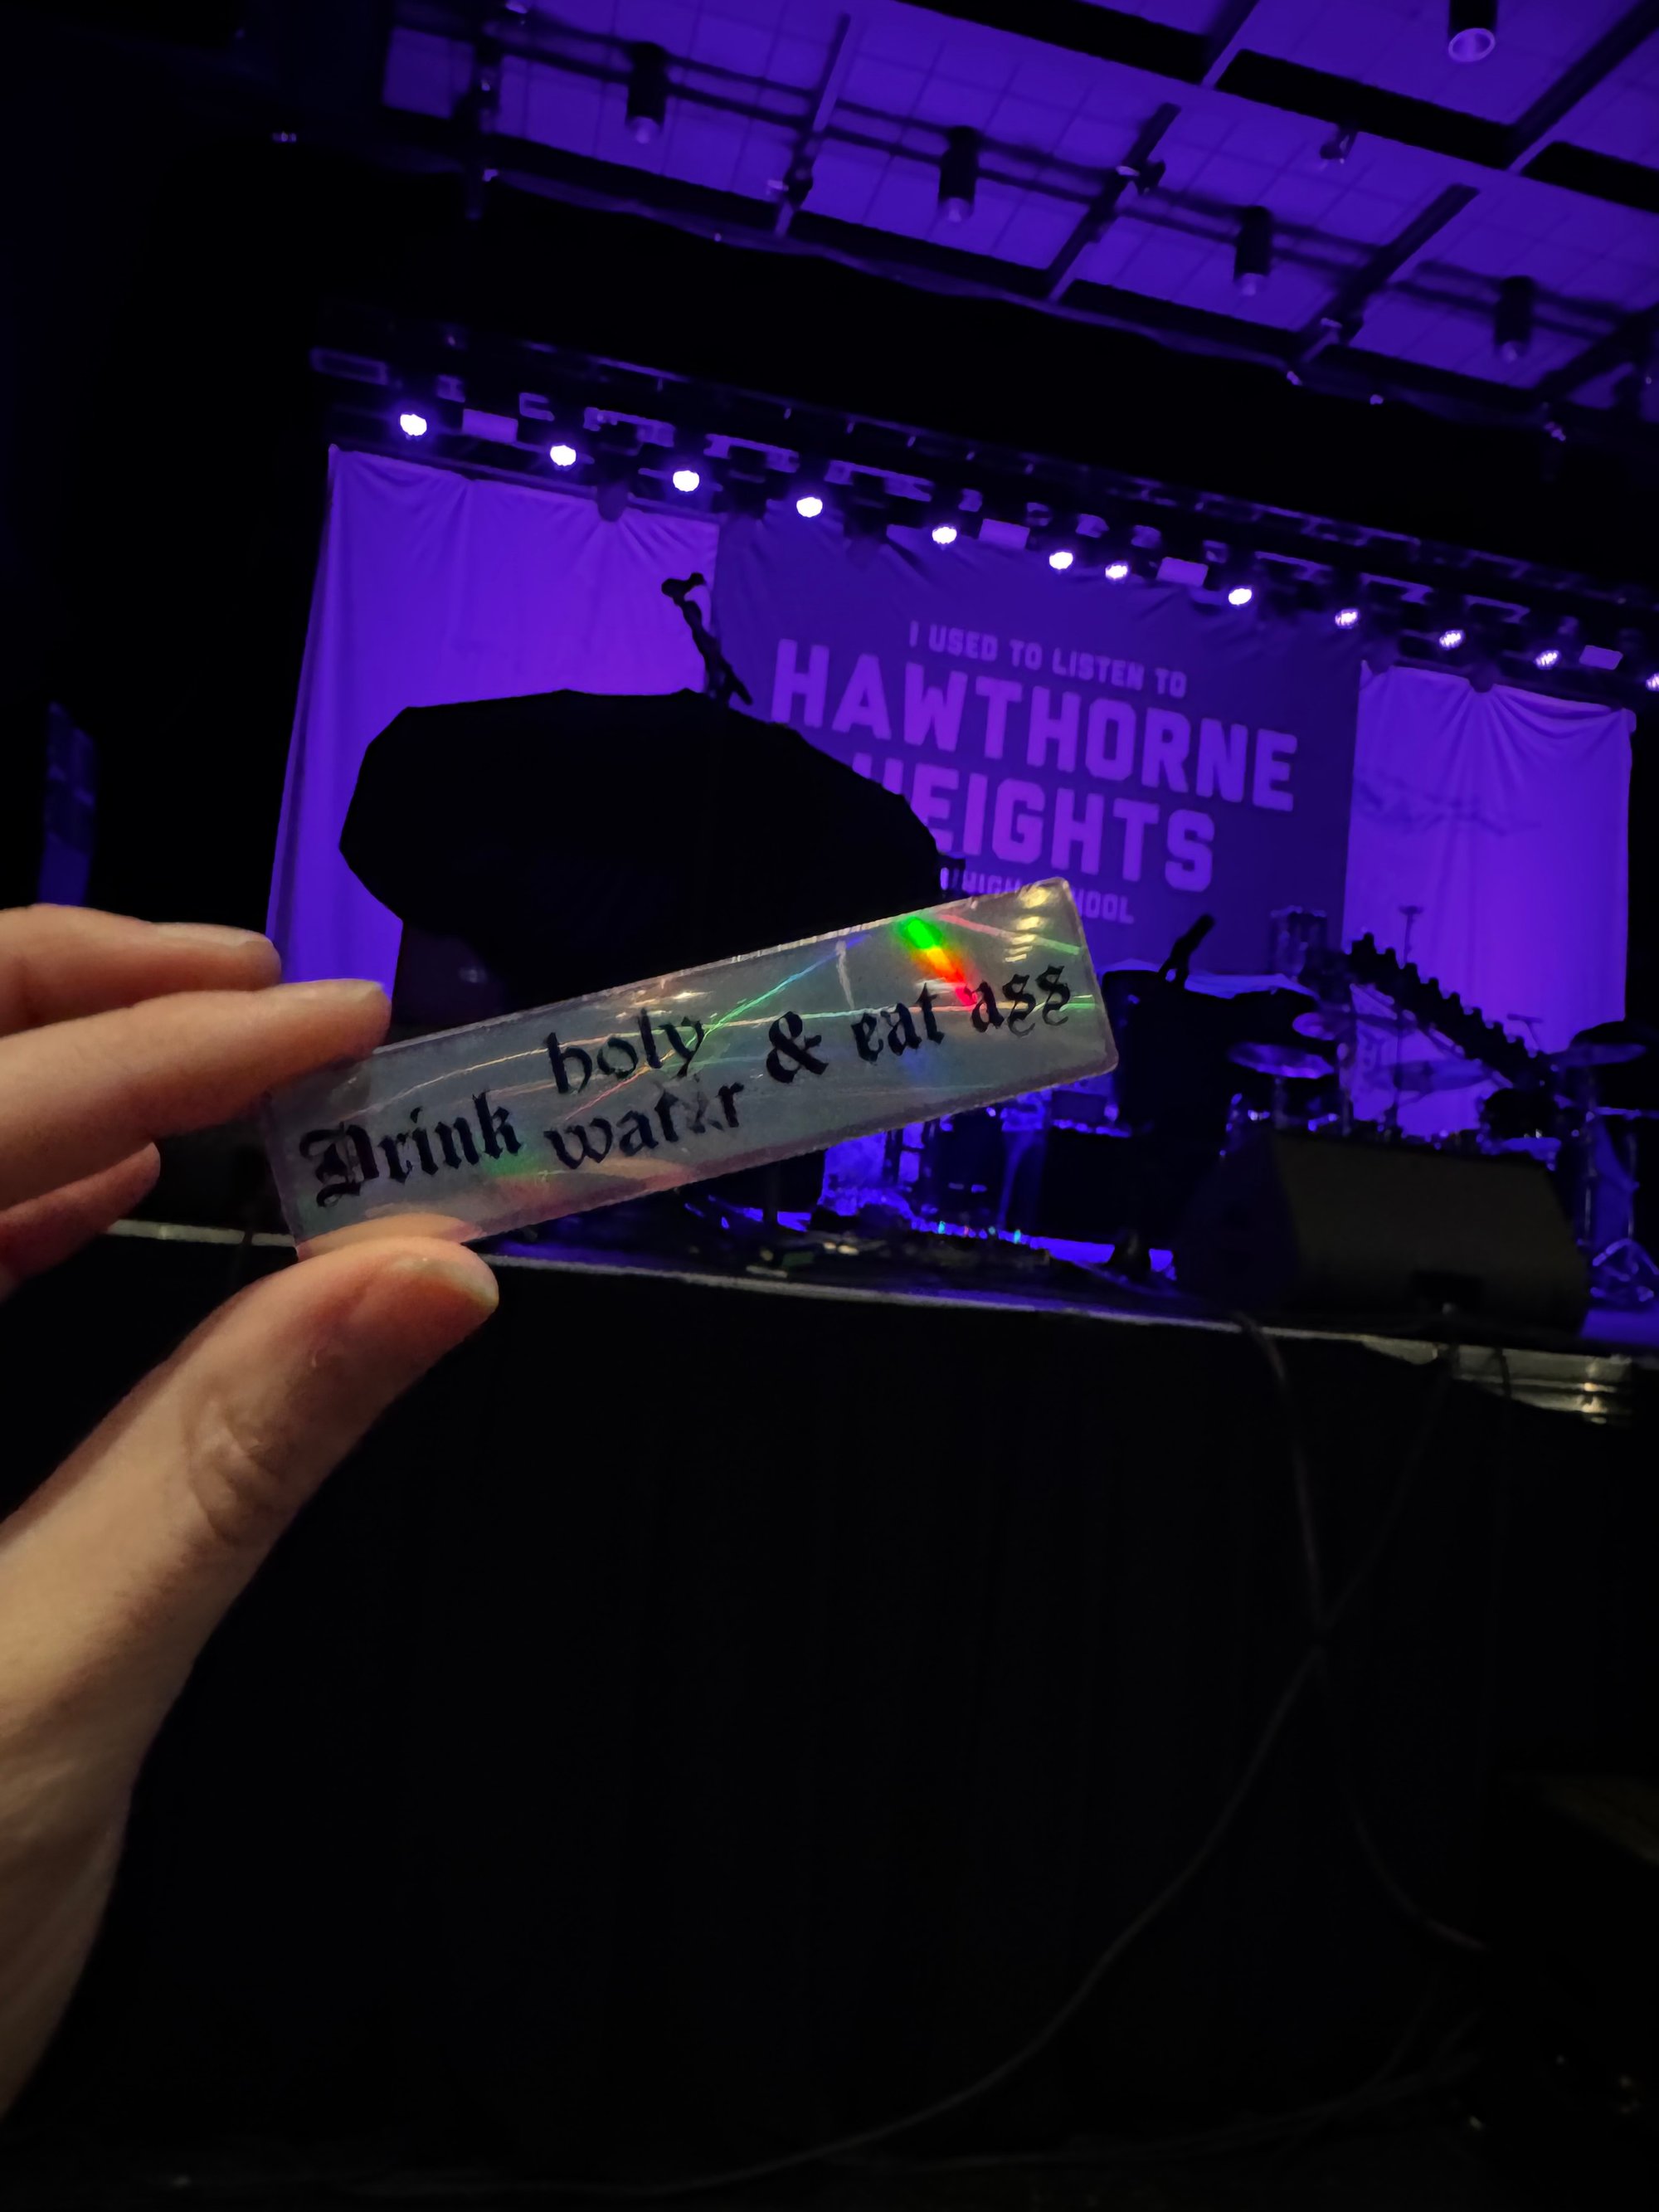 I USED TO LISTEN TO
HAWTHORNE
HEIGHTS
Drink holy water & eat ass